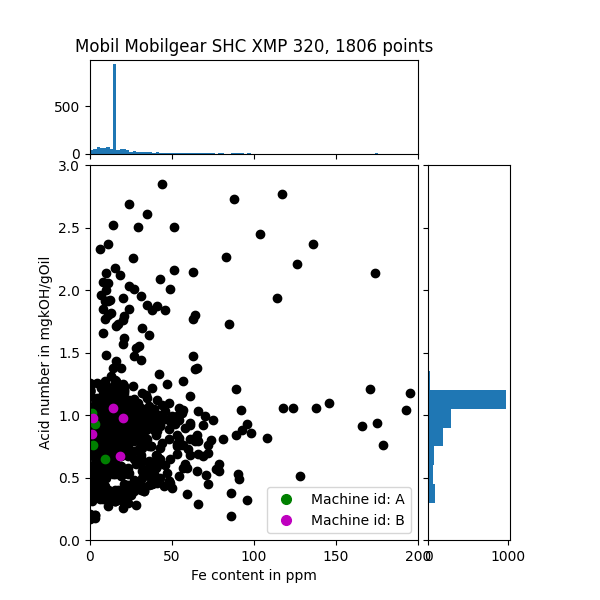 Mobil Mobilgear SHC XMP 320, 1806 points
500
0
3.0
2.5
2.0
1.5
1.0
0.5
0.0
Acid number in mgkOH/gOil
Machine id: A
Machine id: B
0 50 100 150 200 0 1000
Fe content in ppm